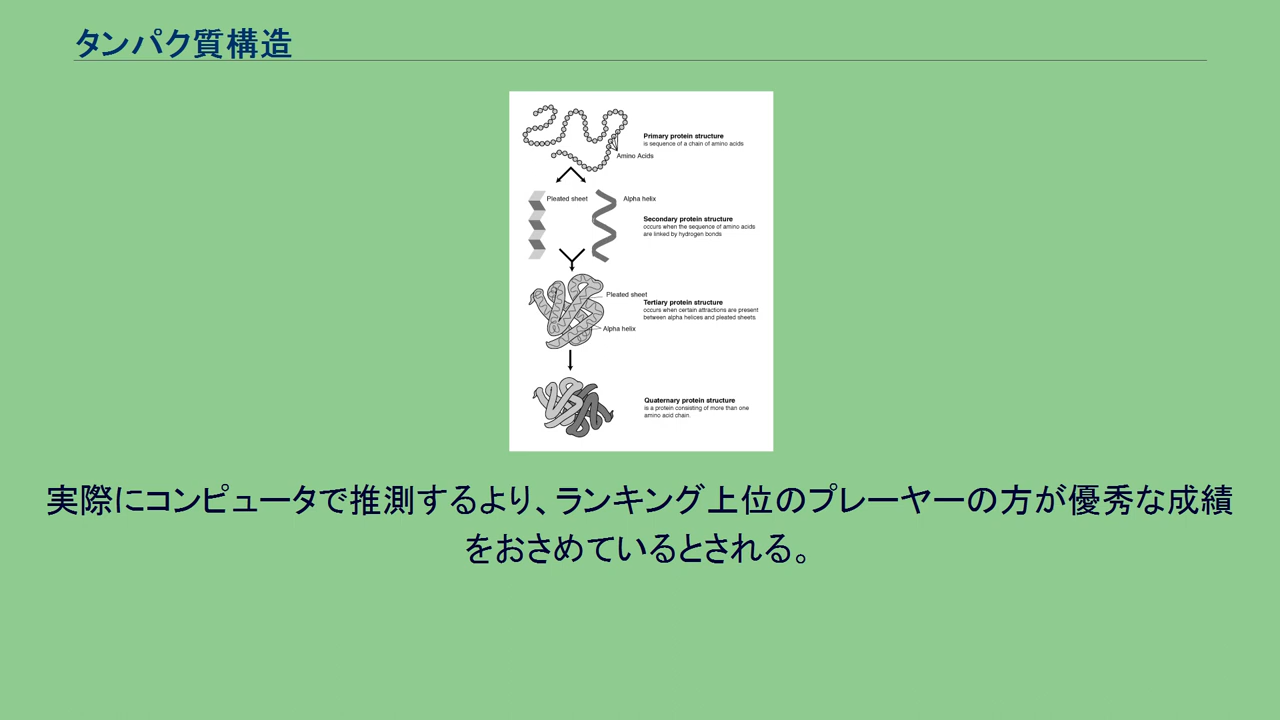 タンパク質構造
Primary protein structure
is sequence of a chain of amino acids
Amino Acids
Pleated sheet
Alpha helix
Secondary protein structure
occurs when the sequence of amino acids
are linked by hydrogen bonds
Pleated sheet
Tertiary protein structure
occurs when certain attractions are present
between alpha helices and pleated sheets.
Alpha helix
Quaternary protein structure
is a protein consisting of more than one
amino acid chain.
実際にコンピュータで推測するより、ランキング上位のプレーヤーの方が優秀な成績
をおさめているとされる。